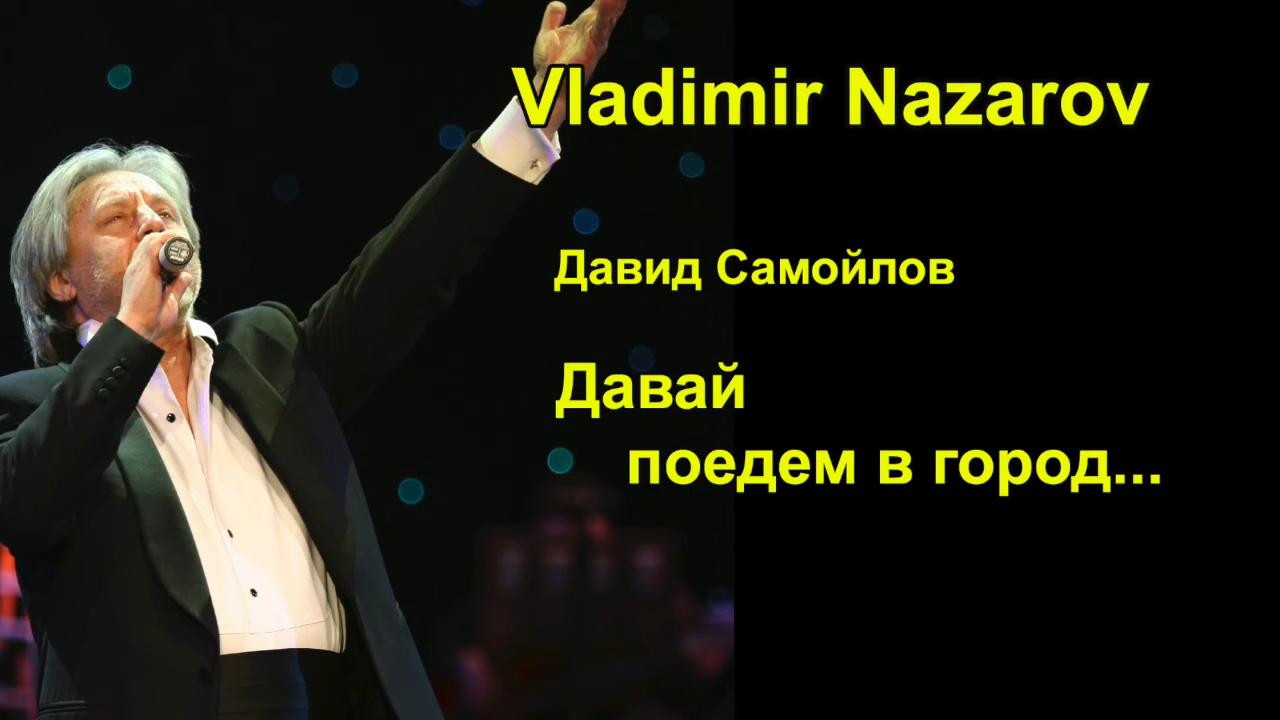 Vladimir Nazarov
Давид Самойлов
Давай
поедем в город...